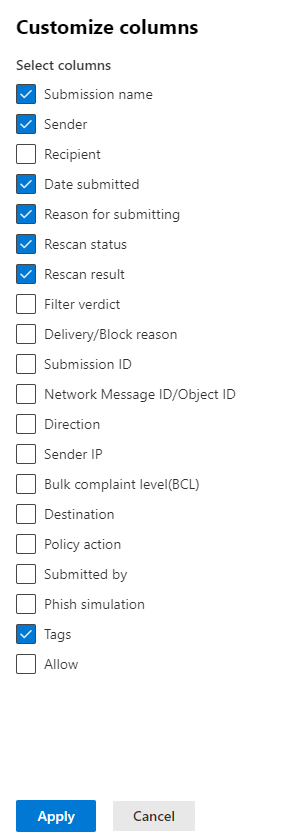 Customize columns
Select columns
Submission name
Sender
Recipient
Date submitted
Reason for submitting
Rescan status
Rescan result
Filter verdict
Delivery/Block reason
Submission ID
Network Message ID/Object ID
Direction
Sender IP
Bulk complaint level(BCL)
Destination
Policy action
Submitted by
Phish simulation
Tags
Allow
Apply Cancel